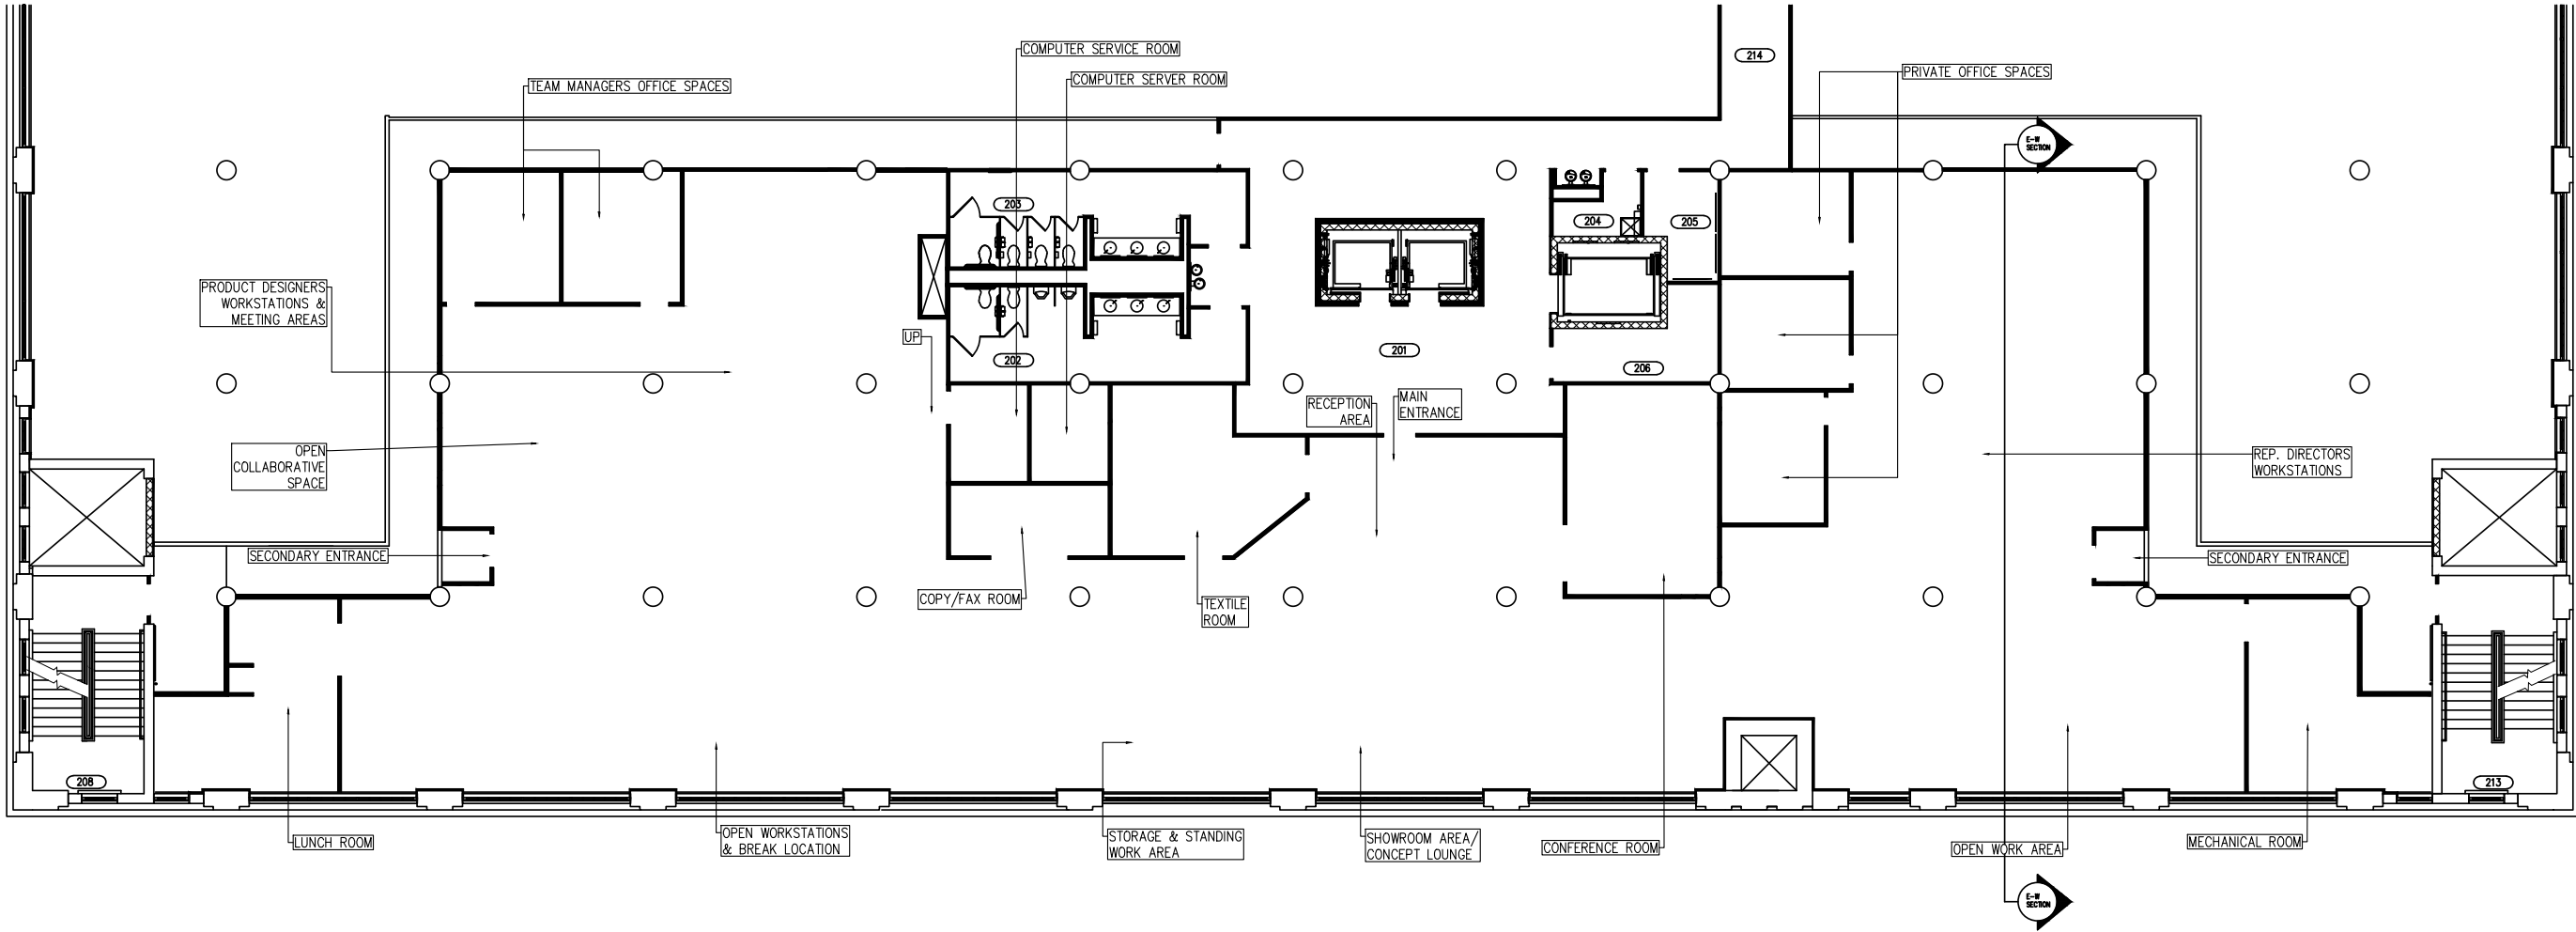 COMPUTER SERVICE ROOM
214
COMPUTER SERVER ROOM
PRIVATE OFFICE SPACES
TEAM MANAGERS OFFICE SPACES
E-W
SECTION
203
204
205
PRODUCT DESIGNERS
WORKSTATIONS &
MEETING AREAS
UP
202
201
206
RECEPTION
AREA
MAIN
ENTRANCE
OPEN
COLLABORATIVE
SPACE
REP. DIRECTORS
WORKSTATIONS
SECONDARY ENTRANCE
SECONDARY ENTRANCE
COPY/FAX ROOM
TEXTILE
ROOM
208
213
LUNCH ROOM
OPEN WORKSTATIONS
& BREAK LOCATION
STORAGE & STANDING
WORK AREA
SHOWROOM AREA/
CONCEPT LOUNGE
CONFERENCE ROOM
OPEN WORK AREA
MECHANICAL ROOM
E-W
SECTION